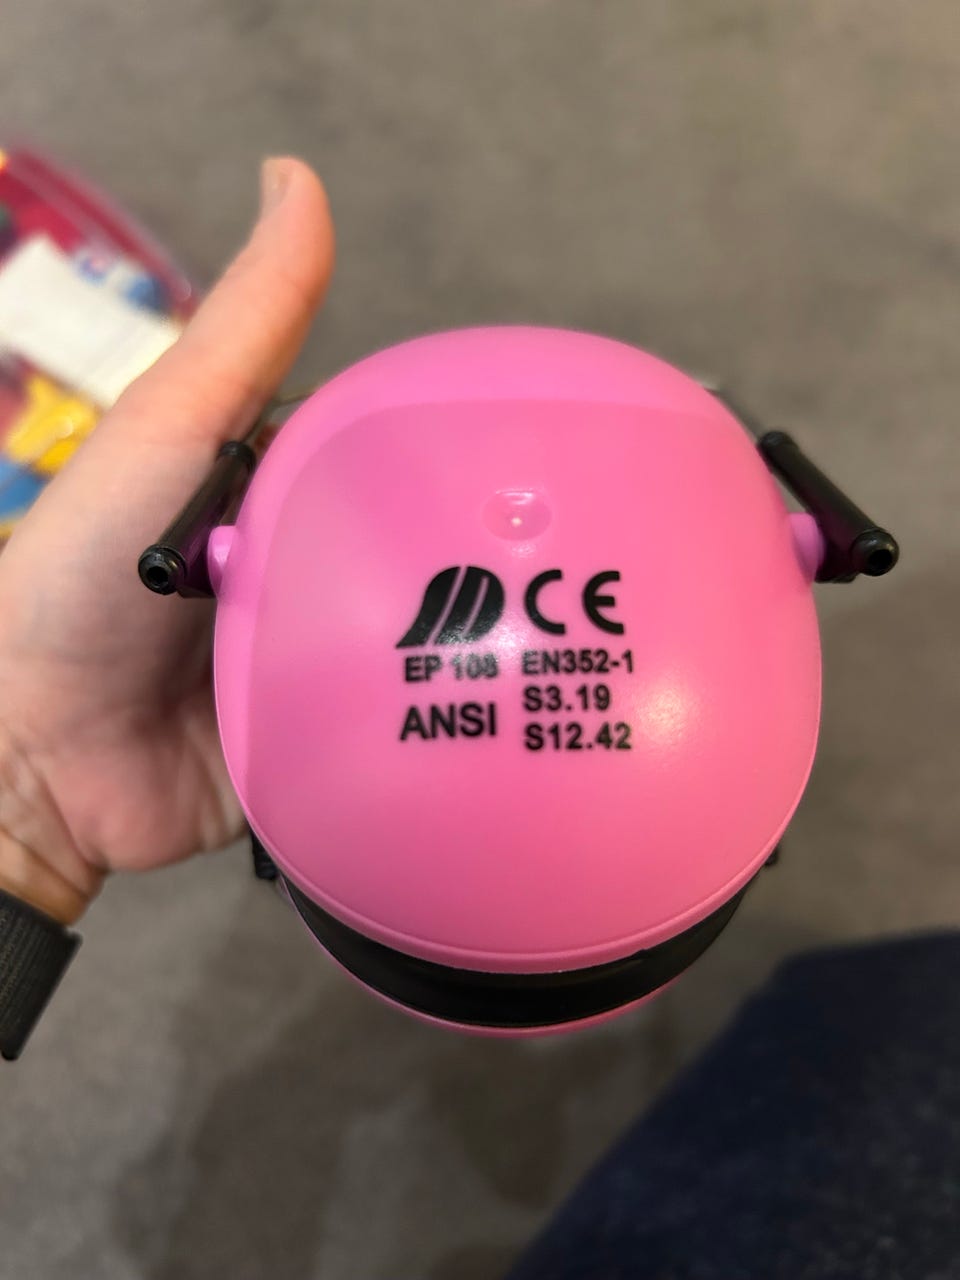 CE
EP 108 EN352-1
ANSI S3.19
S12.42